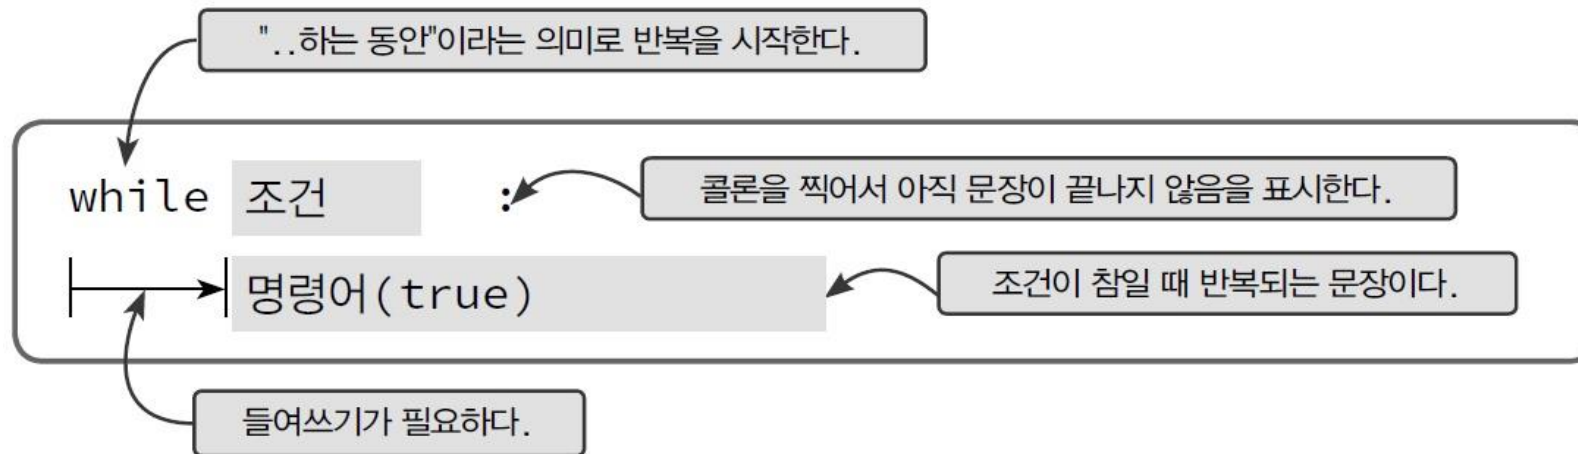 "..하는 동안"이라는 의미로 반복을 시작한다.
while 조건 :
콜론을 찍어서 아직 문장이 끝나지 않음을 표시한다.
명령어(true)
조건이 참일 때 반복되는 문장이다.
들여쓰기가 필요하다.